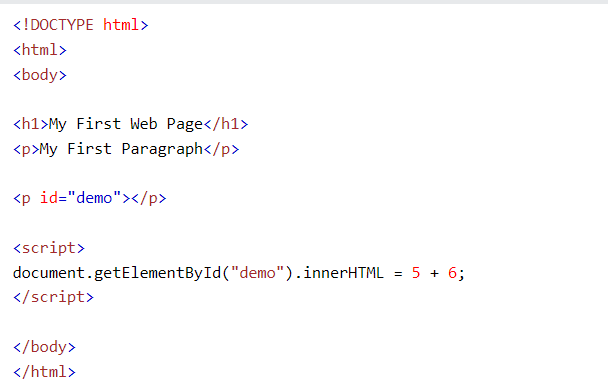 <!DOCTYPE html>
<html>
<body>
<h1>My First Web Page</h1>
<p>My First Paragraph</p>
<p id="demo"></p>
<script>
document.getElementById("demo").innerHTML = 5 + 6;
</script>
</body>
</html>